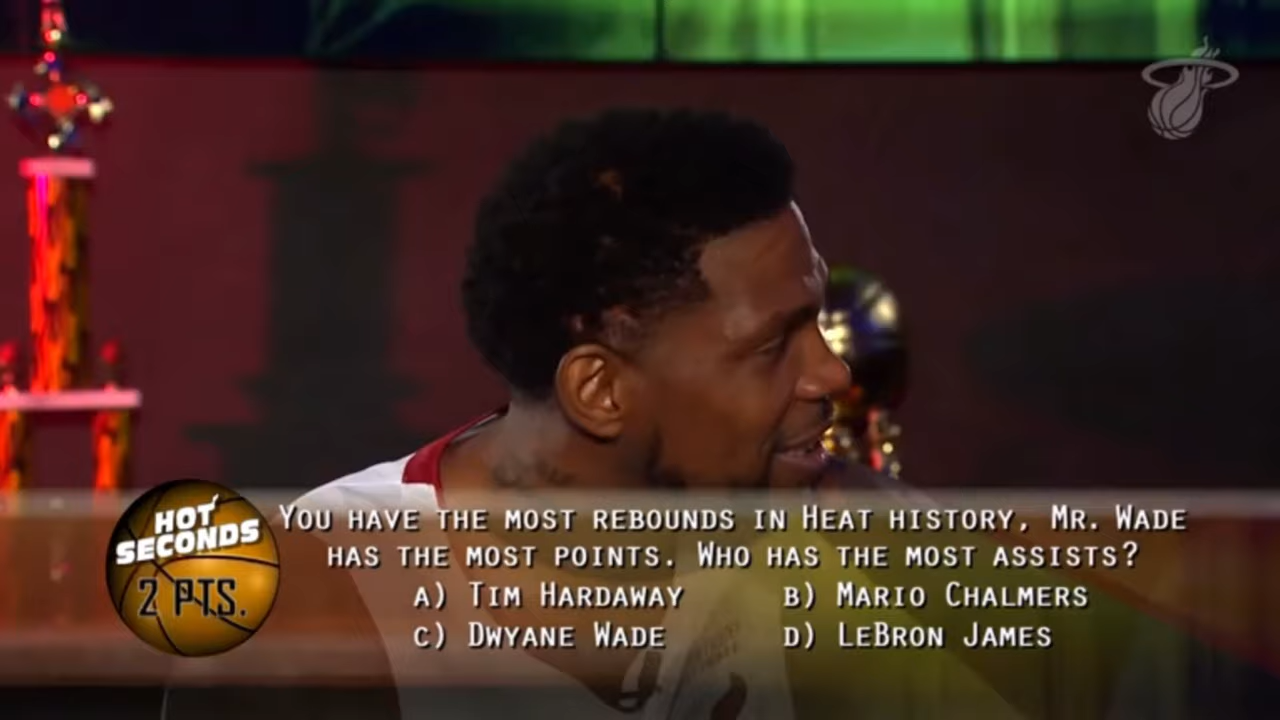 You have the most rebounds in Heat history, Mr. Wade
has the most points. Who has the most assists?
a) Tim Hardaway b) Mario Chalmers
c) Dwyane Wade d) LeBron James
HOT
SECONDS
2 PTS.